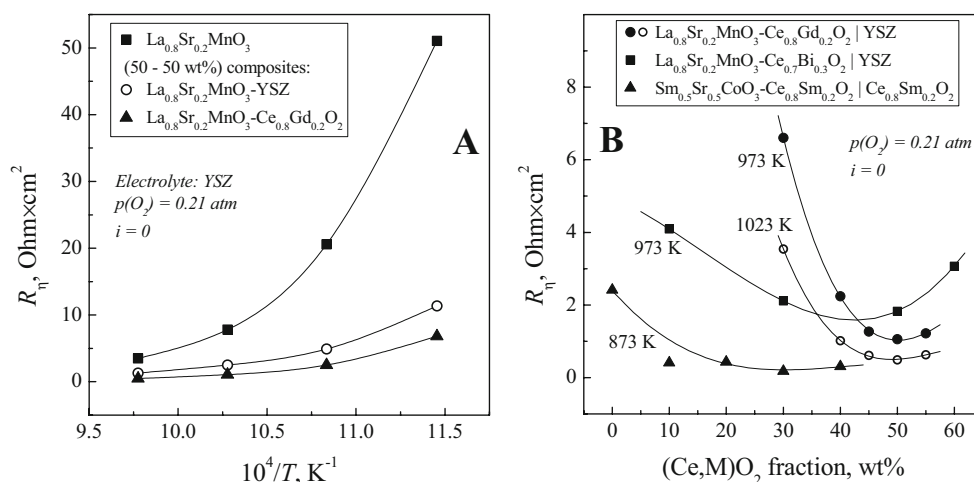 La₀.₈Sr₀.₂MnO₃
(50 - 50 wt%) composites:
La₀.₈Sr₀.₂MnO₃-YSZ
La₀.₈Sr₀.₂MnO₃-Ce₀.₈Gd₀.₂O₂
A
Electrolyte: YSZ
p(O₂) = 0.21 atm
i = 0
50
40
30
20
10
0
R_η, Ohm×cm²
9.5 10.0 10.5 11.0 11.5
10⁴/T, K⁻¹
La₀.₈Sr₀.₂MnO₃-Ce₀.₈Gd₀.₂O₂ | YSZ
La₀.₈Sr₀.₂MnO₃-Ce₀.₇Bi₀.₃O₂ | YSZ
Sm₀.₅Sr₀.₅CoO₃-Ce₀.₈Sm₀.₂O₂ | Ce₀.₈Sm₀.₂O₂
B
973 K
p(O₂) = 0.21 atm
i = 0
1023 K
973 K
873 K
8
6
4
2
0
R_η, Ohm×cm²
0 10 20 30 40 50 60
(Ce,M)O₂ fraction, wt%